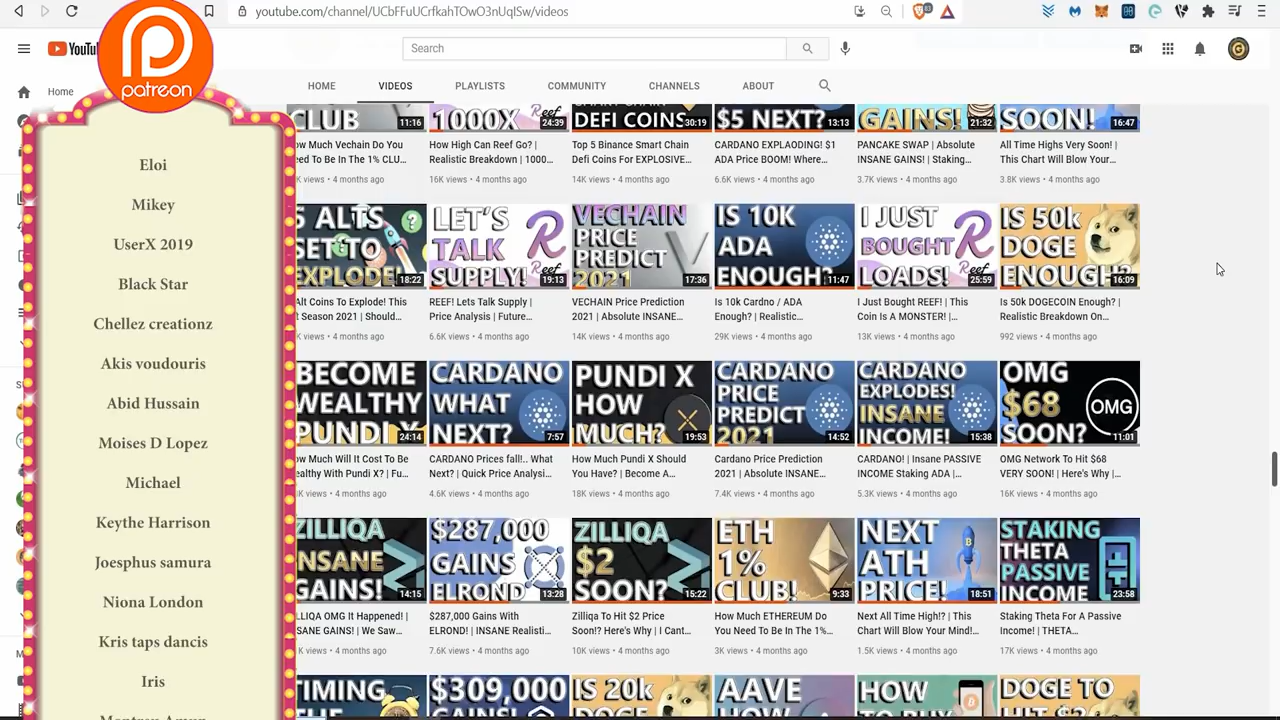 youtube.com/channel/UCbFFuUCrfkahTOwO3nUqlSw/videos
83
YouTu
Search
G
patreon
Home
HOME
VIDEOS
PLAYLISTS
COMMUNITY
CHANNELS
ABOUT
Eloi
Mikey
UserX 2019
Black Star
Chellez creationz
Akis voudouris
Abid Hussain
Moises D Lopez
Michael
Keythe Harrison
Joesphus samura
Niona London
Kris taps dancis
Iris
CLUB
11:16
1000X
24:39
DEFI COINS
30:19
$5 NEXT?
13:13
GAINS!
21:32
SOON!
16:47
ow Much Vechain Do You
eed To Be In The 1% CLU...
K views • 4 months ago
How High Can Reef Go? |
Realistic Breakdown | 1000...
16K views • 4 months ago
Top 5 Binance Smart Chain
Defi Coins For EXPLOSIVE...
14K views • 4 months ago
CARDANO EXPLAODING! $1
ADA Price BOOM! Where...
6.6K views • 4 months ago
PANCAKE SWAP | Absolute
INSANE GAINS! | Staking...
3.7K views • 4 months ago
All Time Highs Very Soon! |
This Chart Will Blow Your...
3.8K views • 4 months ago
5 ALTS
SET TO
EXPLODE!
18:22
LET'S
TALK
SUPPLY!
Reef
19:13
VECHAIN
PRICE
PREDICT
2021
17:36
IS 10K
ADA
ENOUGH?
11:47
I JUST
BOUGHT
LOADS!
Reef
25:59
IS 50k
DOGE
ENOUGH?
16:09
Alt Coins To Explode! This
t Season 2021 | Should...
4 months ago
REEF! Lets Talk Supply |
Price Analysis | Future...
6.6K views • 4 months ago
VECHAIN Price Prediction
2021 | Absolute INSANE...
14K views • 4 months ago
Is 10k Cardno / ADA
Enough? | Realistic...
29K views • 4 months ago
I Just Bought REEF! | This
Coin Is A MONSTER! |...
13K views • 4 months ago
Is 50k DOGECOIN Enough? |
Realistic Breakdown On...
992 views • 4 months ago
BECOME
WEALTHY
PUNDI X
24:14
CARDANO
WHAT
NEXT?
7:57
PUNDI X
HOW
MUCH?
19:53
CARDANO
PRICE
PREDICT
2021
14:52
CARDANO
EXPLODES!
INSANE
INCOME!
15:38
OMG
$68
SOON?
OMG
11:01
ow Much Will It Cost To Be
ealthy With Pundi X? | Fu...
K views • 4 months ago
CARDANO Prices fall!.. What
Next? | Quick Price Analysi...
4.6K views • 4 months ago
How Much Pundi X Should
You Have? | Become A...
18K views • 4 months ago
Cardano Price Prediction
2021 | Absolute INSANE...
7.4K views • 4 months ago
CARDANO! | Insane PASSIVE
INCOME Staking ADA |...
5.3K views • 4 months ago
OMG Network To Hit $68
VERY SOON! | Here's Why |...
16K views • 4 months ago
ZILLIQA
INSANE
GAINS!
14:15
$287,000
GAINS
ELROND!
13:28
ZILLIQA
$2
SOON?
15:22
ETH
1%
CLUB!
9:33
NEXT
ATH
PRICE!
18:51
STAKING
THETA
PASSIVE
INCOME
23:58
ILLIQA OMG It Happened! |
SANE GAINS! | We Saw...
K views • 4 months ago
$287,000 Gains With
ELROND! | INSANE Realisti...
7.6K views • 4 months ago
Zilliqa To Hit $2 Price
Soon!? Here's Why | I Cant...
10K views • 4 months ago
How Much ETHEREUM Do
You Need To Be In The 1%...
3K views • 4 months ago
Next All Time High!? | This
Chart Will Blow Your Mind!...
1.5K views • 4 months ago
Staking Theta For A Passive
Income! | THETA...
17K views • 4 months ago
TIMING
$309,000
IS 20k
AAVE
HOW
DOGE TO